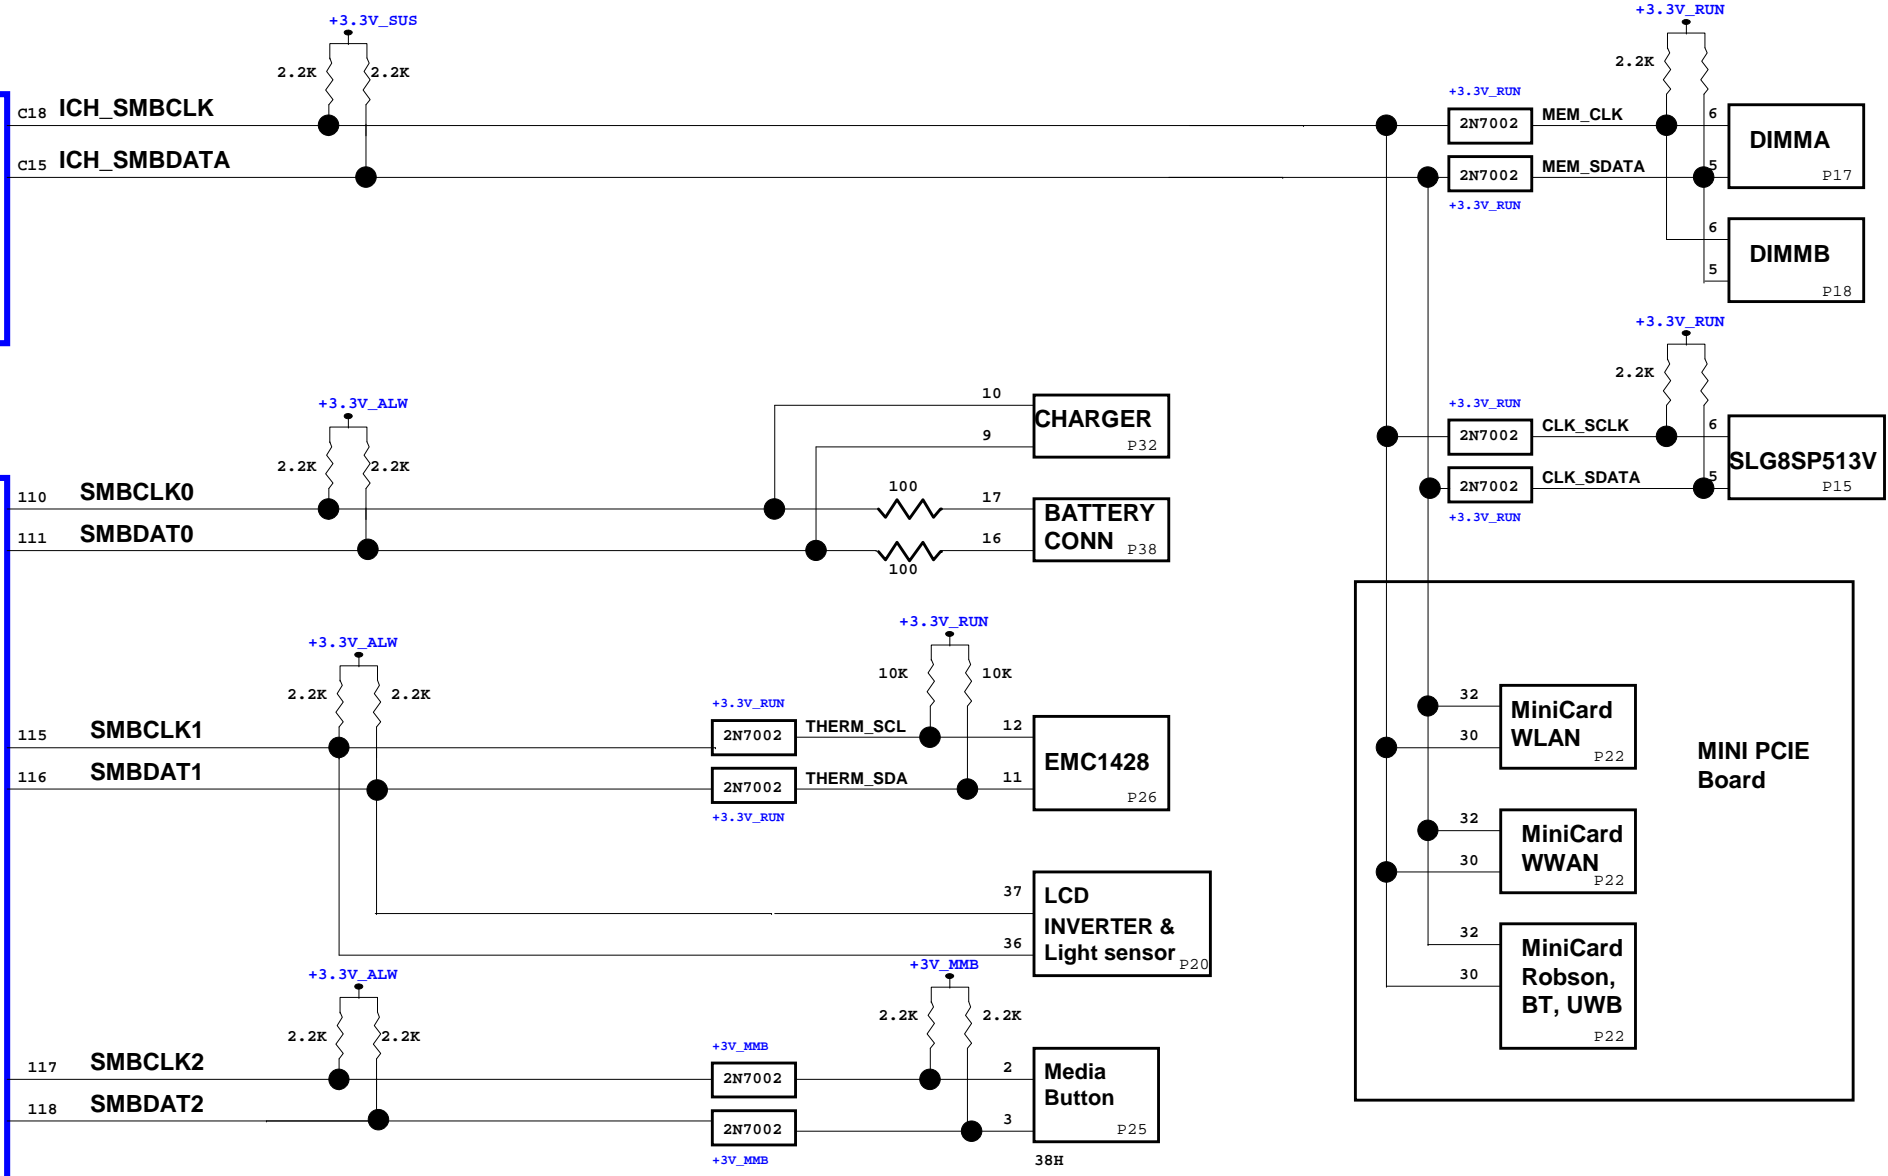 +3.3V_SUS
2.2K 2.2K
C18 ICH_SMBCLK
C15 ICH_SMBDATA
+3.3V_RUN
2.2K
+3.3V_RUN
2N7002 MEM_CLK 6
2N7002 MEM_SDATA 5
+3.3V_RUN
DIMMA
P17
6
5
DIMMB
P18
+3.3V_RUN
2.2K
+3.3V_RUN
2N7002 CLK_SCLK 6
2N7002 CLK_SDATA 5
+3.3V_RUN
SLG8SP513V
P15
+3.3V_ALW
2.2K 2.2K
110 SMBCLK0
111 SMBDAT0
10
9
CHARGER
P32
100
17
16
100
BATTERY
CONN P38
+3.3V_ALW
2.2K 2.2K
115 SMBCLK1
116 SMBDAT1
+3.3V_RUN
10K 10K
+3.3V_RUN
2N7002 THERM_SCL 12
2N7002 THERM_SDA 11
+3.3V_RUN
EMC1428
P26
37
36
LCD
INVERTER &
Light sensor P20
+3.3V_ALW
2.2K 2.2K
117 SMBCLK2
118 SMBDAT2
+3V_MMB
2.2K 2.2K
+3V_MMB
2N7002 2
2N7002 3
+3V_MMB
Media
Button
P25
38H
32
30
MiniCard
WLAN
P22
MINI PCIE
Board
32
30
MiniCard
WWAN
P22
32
30
MiniCard
Robson,
BT, UWB
P22